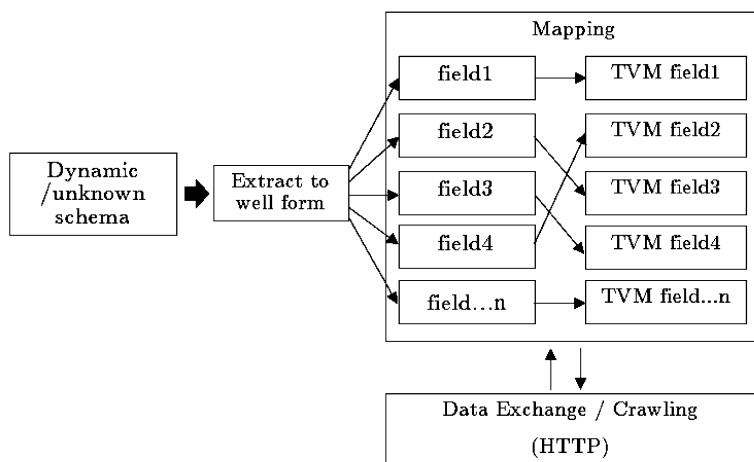 Mapping
field1
TVM field1
field2
TVM field2
Dynamic
/unknown
schema
Extract to
well form
field3
TVM field3
field4
TVM field4
field...n
TVM field...n
Data Exchange / Crawling
(HTTP)